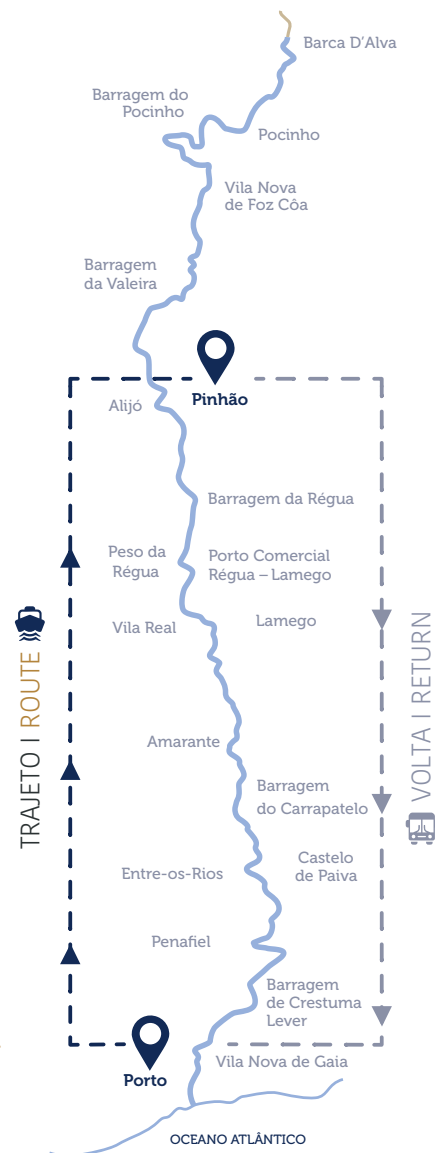 Barca D'Alva
Barragem do
Pocinho
Pocinho
Vila Nova
de Foz Côa
Barragem
da Valeira
Pinhão
Alijó
Barragem da Régua
Peso da
Régua
Porto Comercial
Régua – Lamego
Vila Real
Lamego
TRAJETO I ROUTE
VOLTA I RETURN
Amarante
Barragem
do Carrapatelo
Castelo
de Paiva
Entre-os-Rios
Penafiel
Barragem
de Crestuma
Lever
Vila Nova de Gaia
Porto
OCEANO ATLÂNTICO